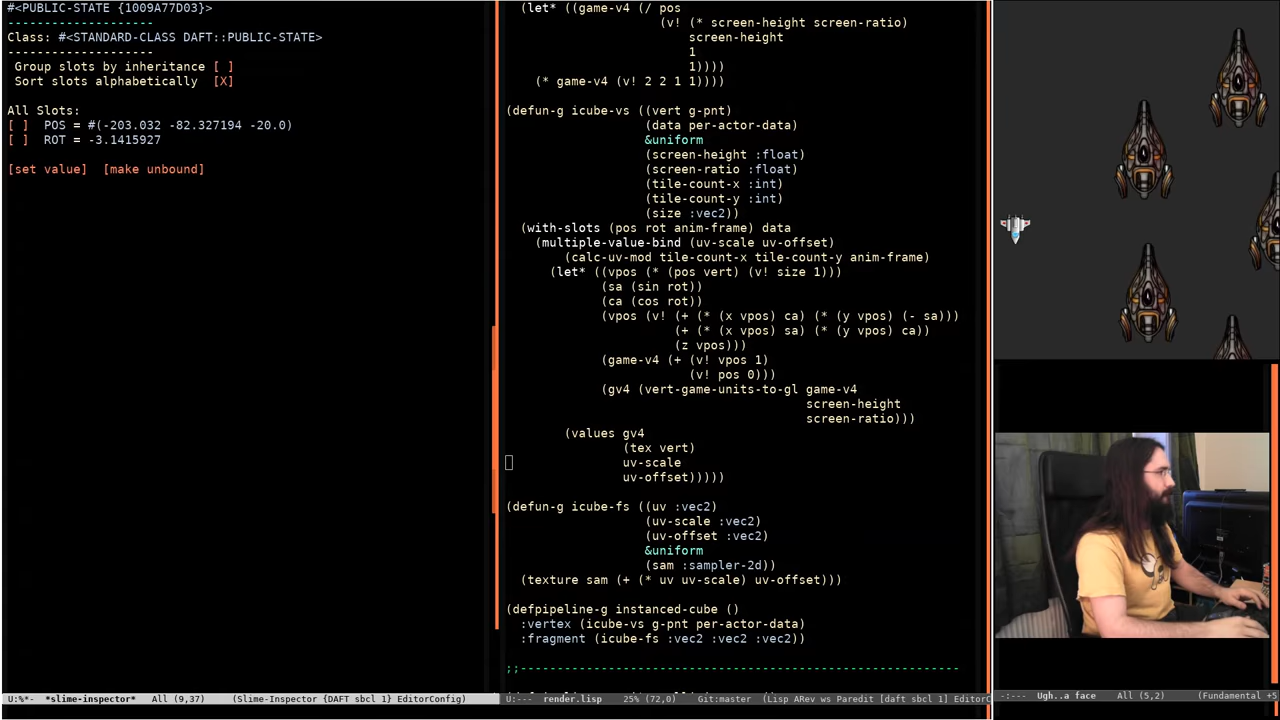 #<PUBLIC-STATE {1009A77D03}>
--------------------
Class: #<STANDARD-CLASS DAFT::PUBLIC-STATE>
--------------------
Group slots by inheritance [ ]
Sort slots alphabetically  [X]
All Slots:
[ ]  POS = #(-203.032 -82.327194 -20.0)
[ ]  ROT = -3.1415927
[set value]  [make unbound]
U:%*-  *slime-inspector*   All (9,37)     (Slime-Inspector {DAFT sbcl 1} EditorConfig)
(let* ((game-v4 (/ pos
(v! (* screen-height screen-ratio)
screen-height
1
1))))
(* game-v4 (v! 2 2 1 1))))
(defun-g icube-vs ((vert g-pnt)
(data per-actor-data)
&uniform
(screen-height :float)
(screen-ratio :float)
(tile-count-x :int)
(tile-count-y :int)
(size :vec2))
(with-slots (pos rot anim-frame) data
(multiple-value-bind (uv-scale uv-offset)
(calc-uv-mod tile-count-x tile-count-y anim-frame)
(let* ((vpos (* (pos vert) (v! size 1)))
(sa (sin rot))
(ca (cos rot))
(vpos (v! (+ (* (x vpos) ca) (* (y vpos) (- sa)))
(+ (* (x vpos) sa) (* (y vpos) ca))
(z vpos)))
(game-v4 (+ (v! vpos 1)
(v! pos 0)))
(gv4 (vert-game-units-to-gl game-v4
screen-height
screen-ratio)))
(values gv4
(tex vert)
uv-scale
uv-offset)))))
(defun-g icube-fs ((uv :vec2)
(uv-scale :vec2)
(uv-offset :vec2)
&uniform
(sam :sampler-2d))
(texture sam (+ (* uv uv-scale) uv-offset)))
(defpipeline-g instanced-cube ()
:vertex (icube-vs g-pnt per-actor-data)
:fragment (icube-fs :vec2 :vec2 :vec2))
;;------------------------------------------------------------
U:---  render.lisp    25% (72,0)    Git:master  (Lisp ARev ws Paredit [daft sbcl 1] EditorC
-:---  Ugh..a face    All (5,2)      (Fundamental +5